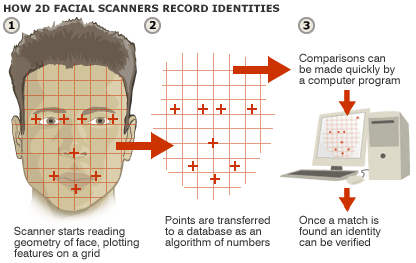 HOW 2D FACIAL SCANNERS RECORD IDENTITIES
1
Scanner starts reading
geometry of face, plotting
features on a grid
2
Points are transferred
to a database as an
algorithm of numbers
3
Comparisons can
be made quickly by
a computer program
Once a match is
found an identity
can be verified